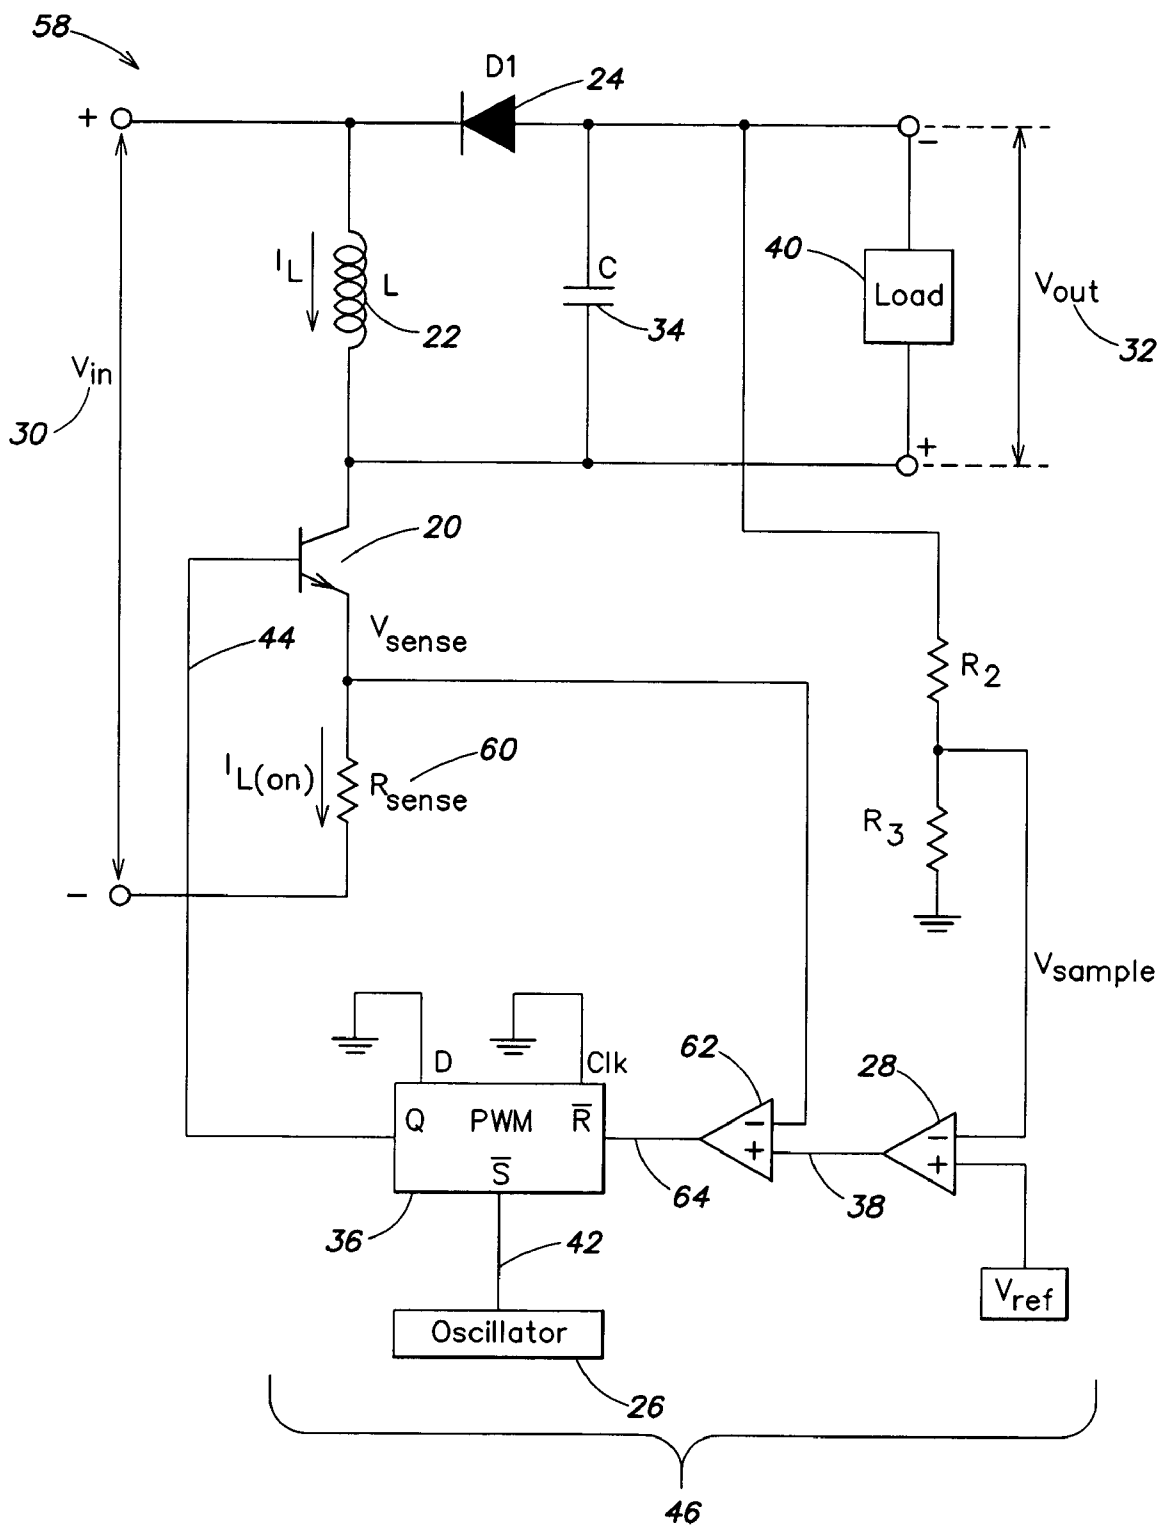 58
D1
24
+
−
I_L
L
22
C
34
40
Load
V_out
32
V_in
30
+
20
V_sense
44
R_2
I_L(on)
R_sense
60
R_3
−
V_sample
D
Clk
62
28
Q
PWM
R̅
−
+
−
+
S̅
64
38
36
42
V_ref
Oscillator
26
46